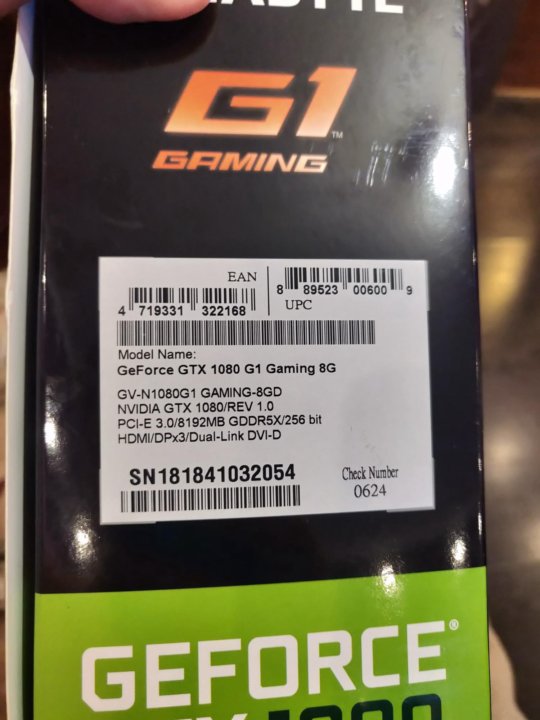 G1
™
GAMING
EAN
4 719331 322168
8 89523 00600 9
UPC
Model Name:
GeForce GTX 1080 G1 Gaming 8G
GV-N1080G1 GAMING-8GD
NVIDIA GTX 1080/REV 1.0
PCI-E 3.0/8192MB GDDR5X/256 bit
HDMI/DPx3/Dual-Link DVI-D
SN181841032054
Check Number
0624
GEFORCE®